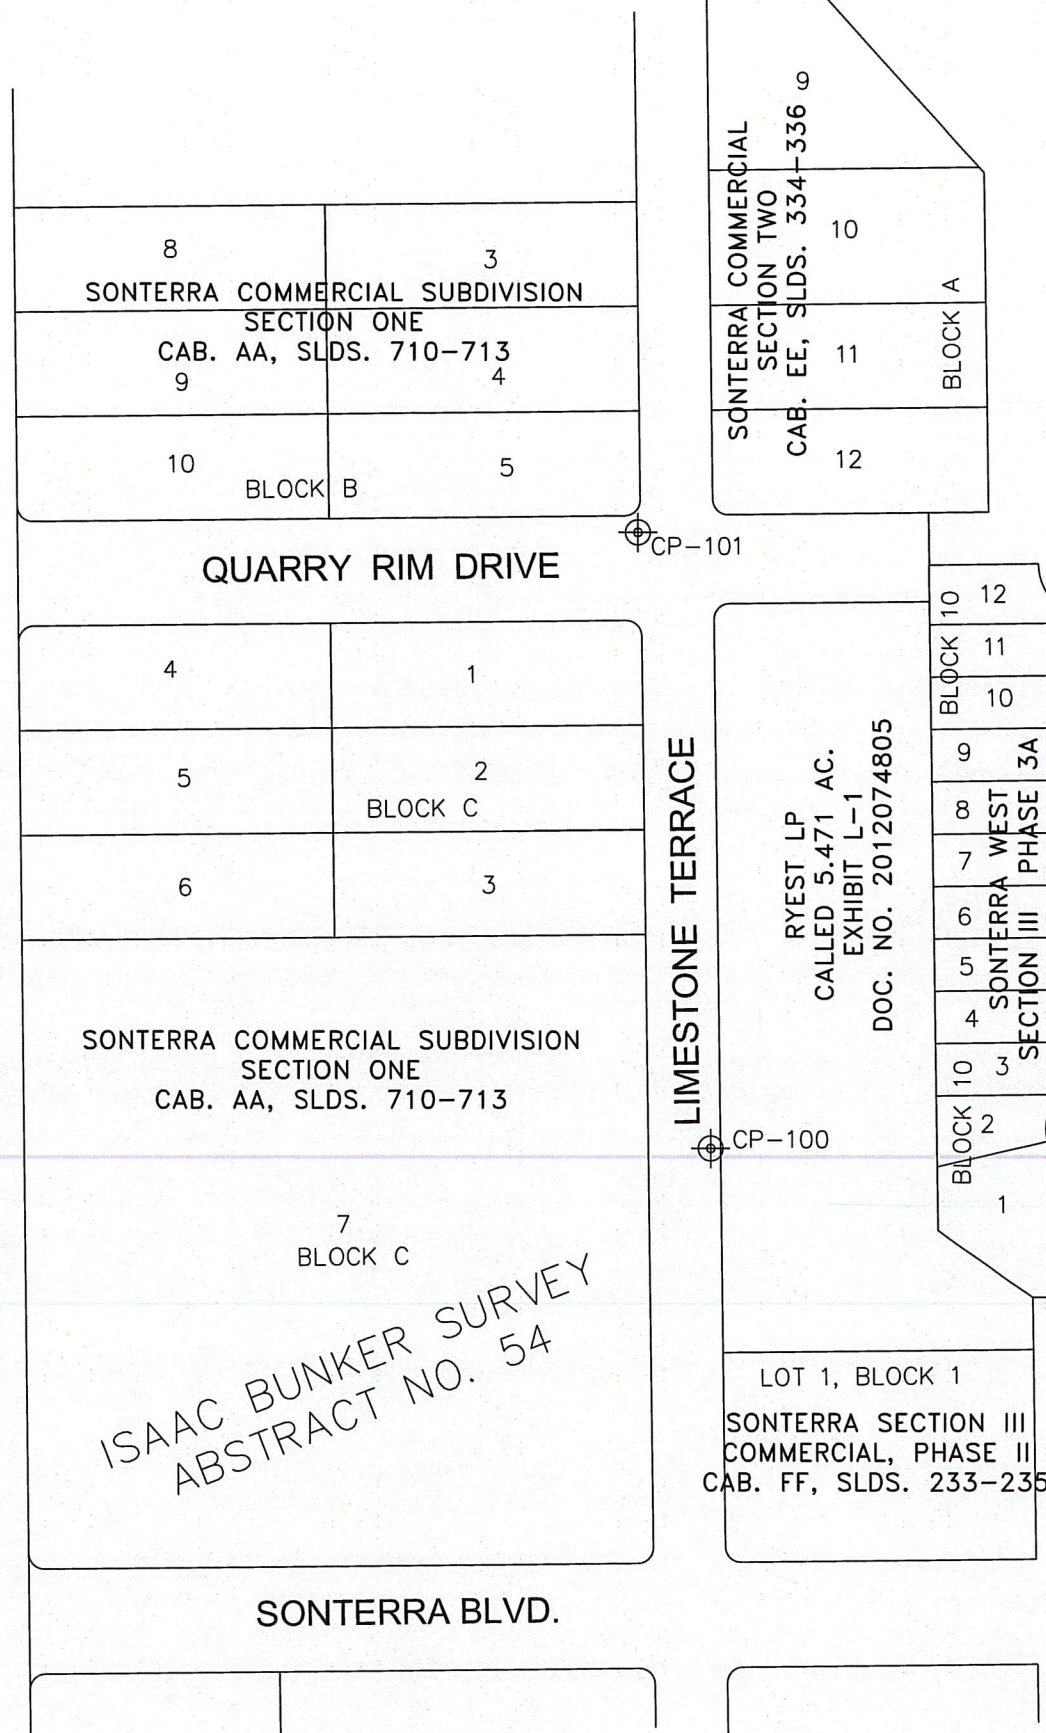 8
3
SONTERRA COMMERCIAL SUBDIVISION
SECTION ONE
CAB. AA, SLDS. 710-713
9
4
10
5
BLOCK B
9
SONTERRA COMMERCIAL
SECTION TWO
CAB. EE, SLDS. 334-336
10
11
12
BLOCK A
CP-101
QUARRY RIM DRIVE
4
1
5
2
BLOCK C
6
3
SONTERRA COMMERCIAL SUBDIVISION
SECTION ONE
CAB. AA, SLDS. 710-713
7
BLOCK C
ISAAC BUNKER SURVEY
ABSTRACT NO. 54
LIMESTONE TERRACE
CP-100
RYEST LP
CALLED 5.471 AC.
EXHIBIT L-1
DOC. NO. 2012074805
BLOCK 10
12
11
10
9
8
7
6
5
4
3
2
1
BLOCK 10
SONTERRA WEST
SECTION III PHASE 3A
LOT 1, BLOCK 1
SONTERRA SECTION III
COMMERCIAL, PHASE II
CAB. FF, SLDS. 233-235
SONTERRA BLVD.